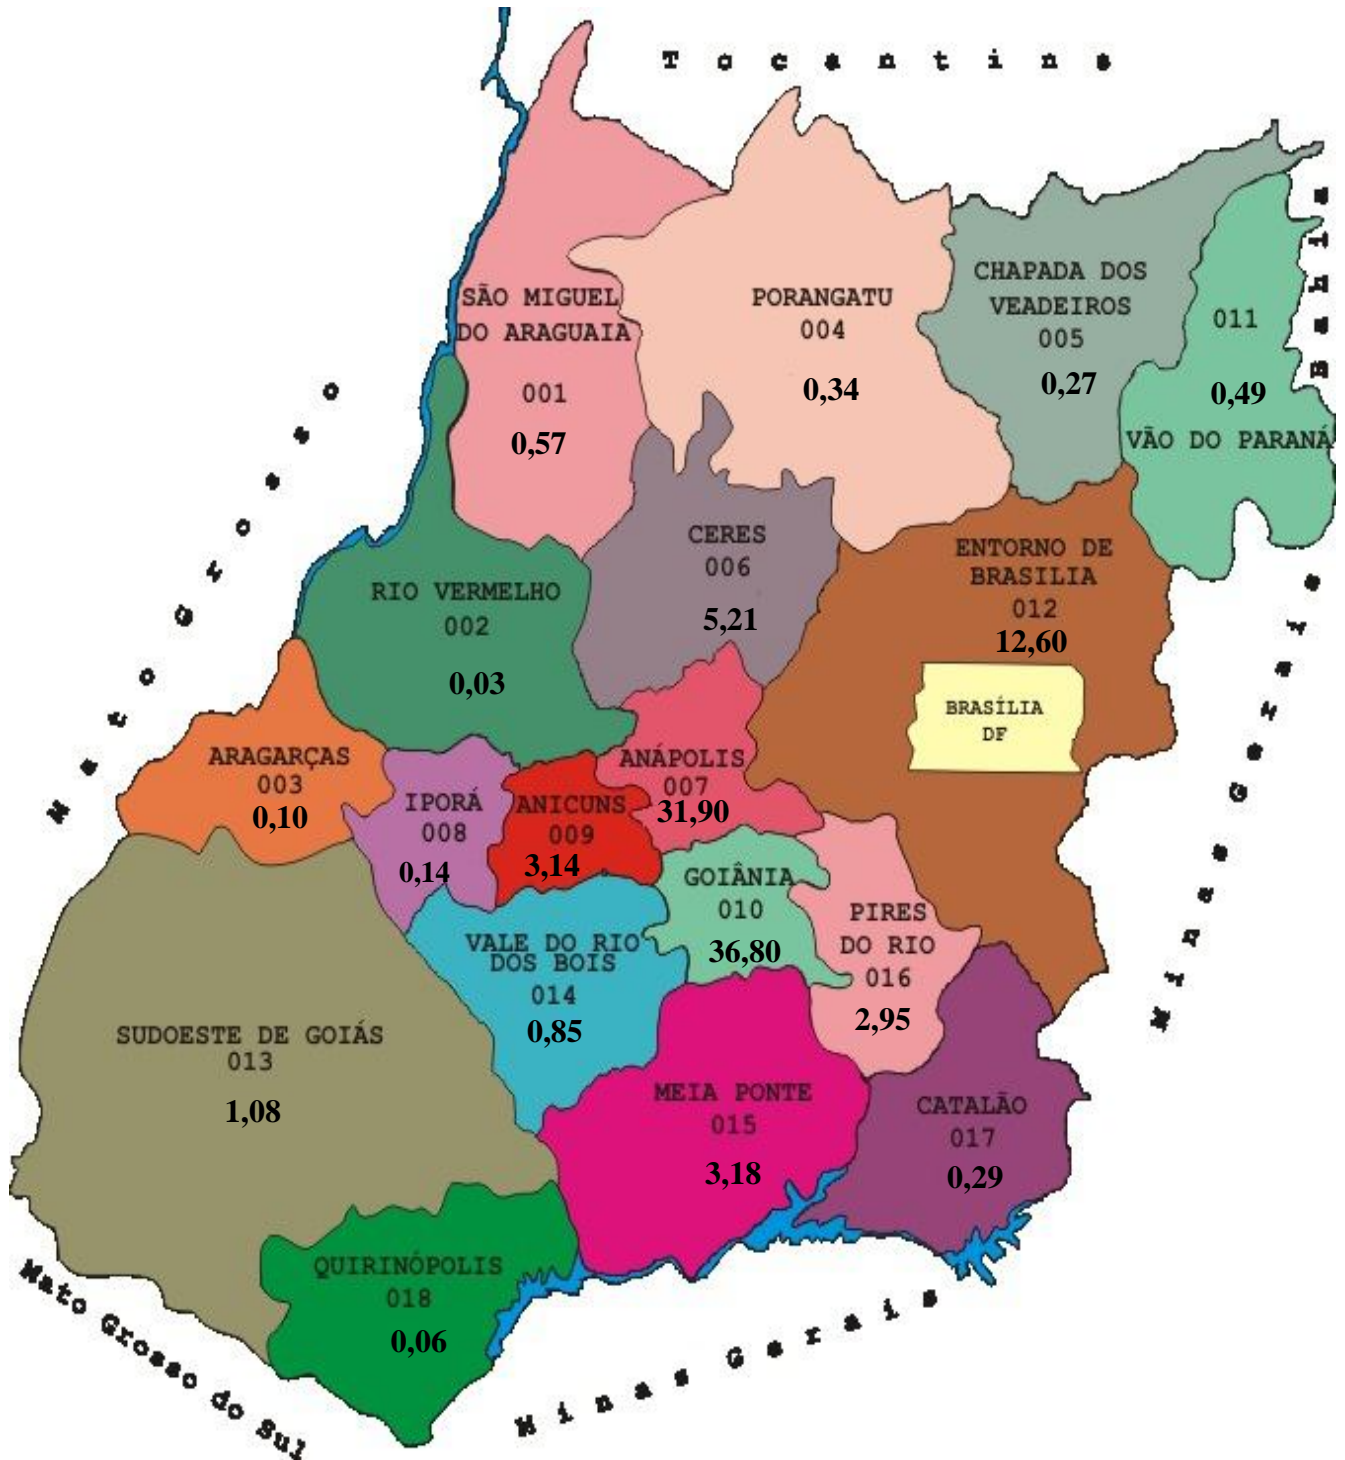 Tocantins
Bahia
Mato Grosso
Minas Gerais
Minas Gerais
Mato Grosso do Sul
SÃO MIGUEL
DO ARAGUAIA
001
0,57
PORANGATU
004
0,34
CHAPADA DOS
VEADEIROS
005
0,27
011
0,49
VÃO DO PARANÁ
CERES
006
5,21
ENTORNO DE
BRASILIA
012
12,60
RIO VERMELHO
002
0,03
BRASÍLIA
DF
ARAGARÇAS
003
0,10
IPORÁ
008
0,14
ANICUNS
009
3,14
ANÁPOLIS
007
31,90
GOIÂNIA
010
36,80
PIRES
DO RIO
016
2,95
VALE DO RIO
DOS BOIS
014
0,85
SUDOESTE DE GOIÁS
013
1,08
MEIA PONTE
015
3,18
CATALÃO
017
0,29
QUIRINÓPOLIS
018
0,06